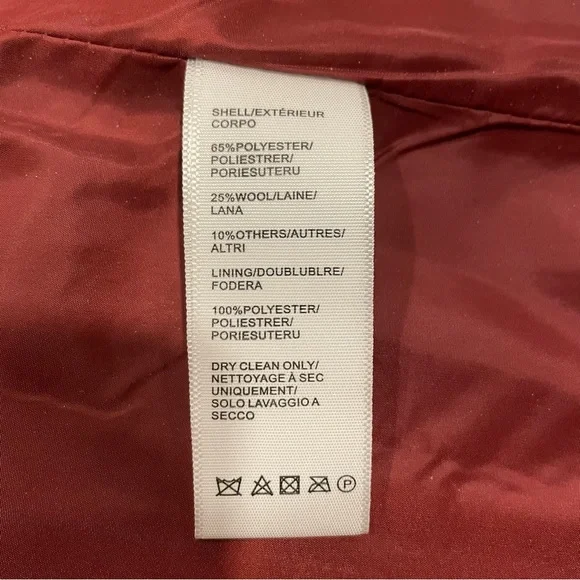 SHELL/EXTÉRIEUR
CORPO
65%POLYESTER/
POLIESTRER/
PORIESUTERU
25%WOOL/LAINE/
LANA
10%OTHERS/AUTRES/
ALTRI
LINING/DOUBLUBLRE/
FODERA
100%POLYESTER/
POLIESTRER/
PORIESUTERU
DRY CLEAN ONLY/
NETTOYAGE À SEC
UNIQUEMENT/
SOLO LAVAGGIO A
SECCO
P